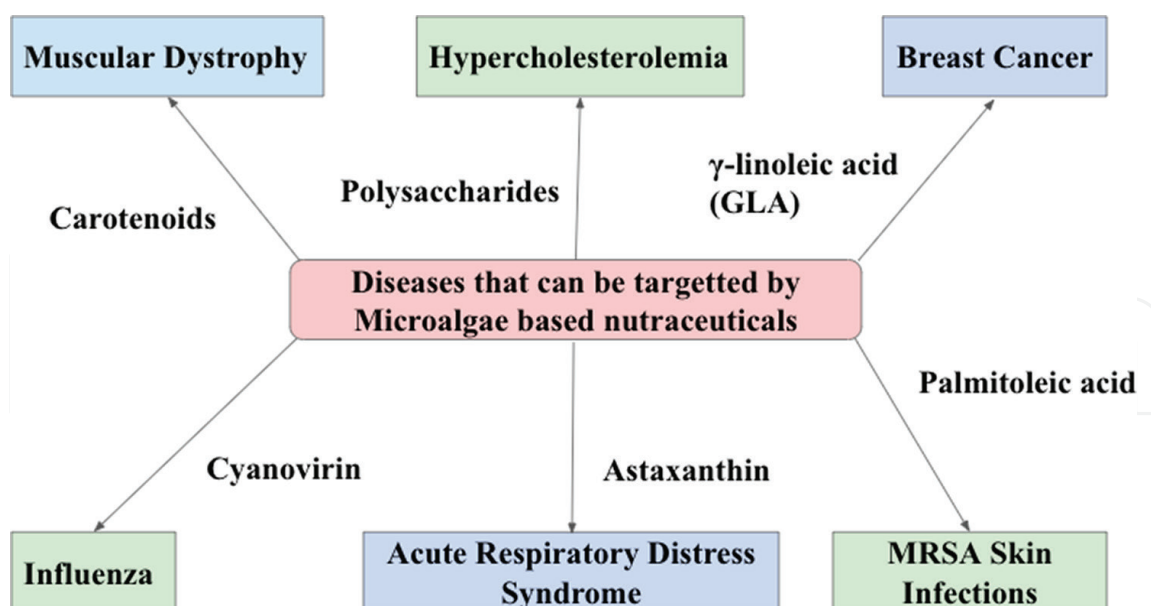 Muscular Dystrophy
Hypercholesterolemia
Breast Cancer
Carotenoids
Polysaccharides
γ-linoleic acid
(GLA)
Diseases that can be targetted by
Microalgae based nutraceuticals
Palmitoleic acid
Cyanovirin
Astaxanthin
Influenza
Acute Respiratory Distress
Syndrome
MRSA Skin
Infections